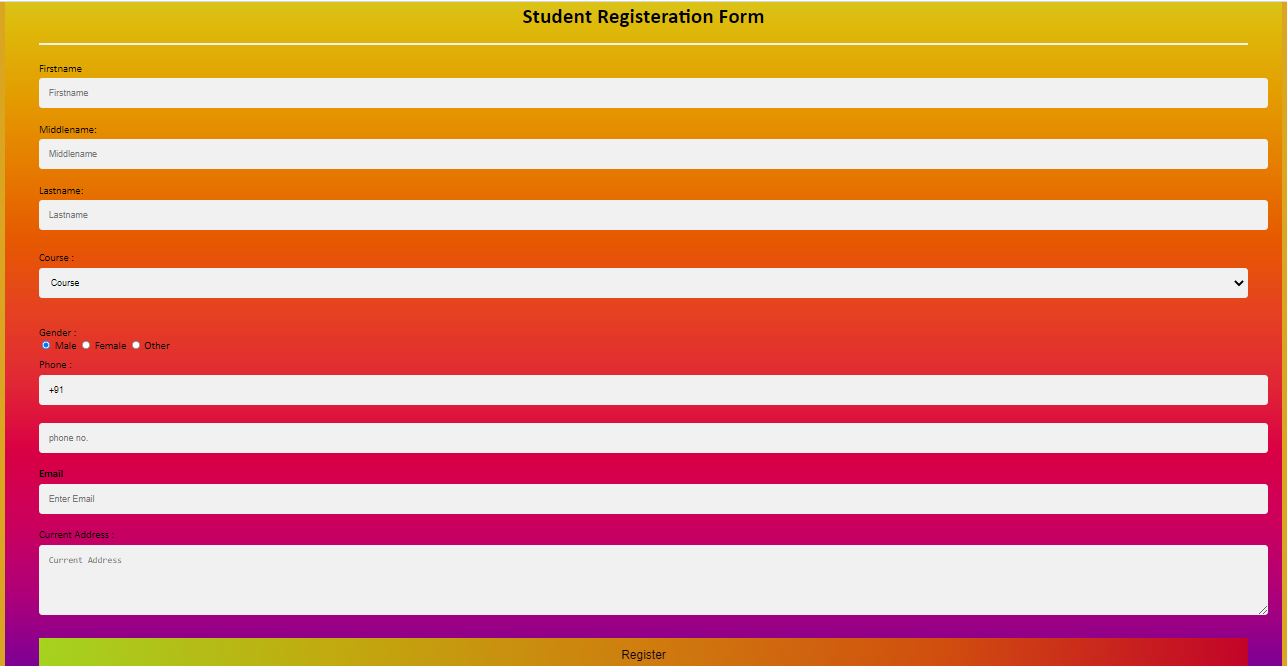 Student Registeration Form
Firstname
Firstname
Middlename:
Middlename
Lastname:
Lastname
Course :
Course
Gender :
Male Female Other
Phone :
+91
phone no.
Email
Enter Email
Current Address :
Current Address
Register